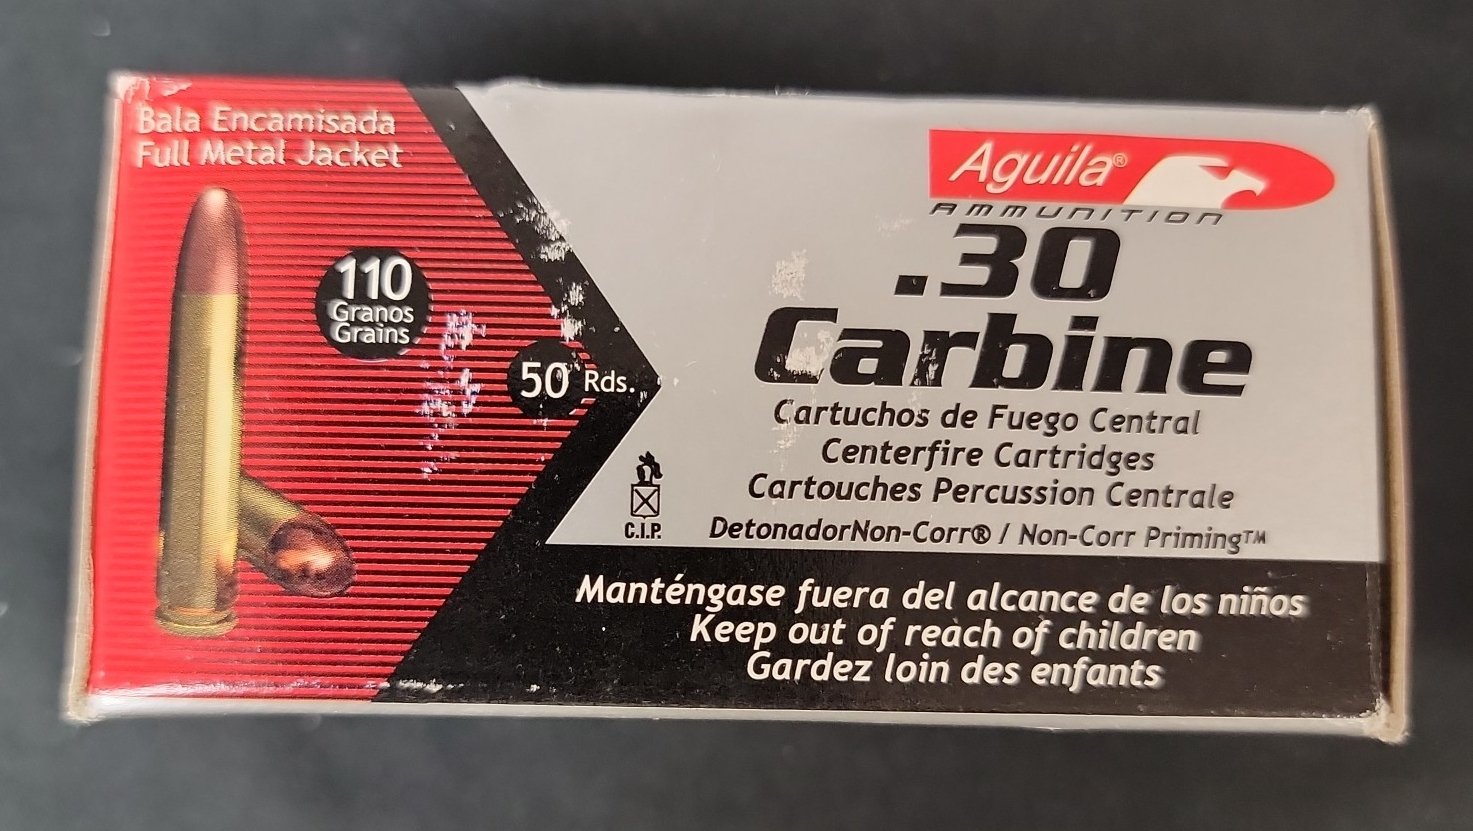 Bala Encamisada
Full Metal Jacket
110
Granos
Grains
50 Rds.
Aguila®
AMMUNITION
.30
Carbine
Cartuchos de Fuego Central
Centerfire Cartridges
Cartouches Percussion Centrale
C.I.P.
DetonadorNon-Corr® / Non-Corr Priming™
Manténgase fuera del alcance de los niños
Keep out of reach of children
Gardez loin des enfants